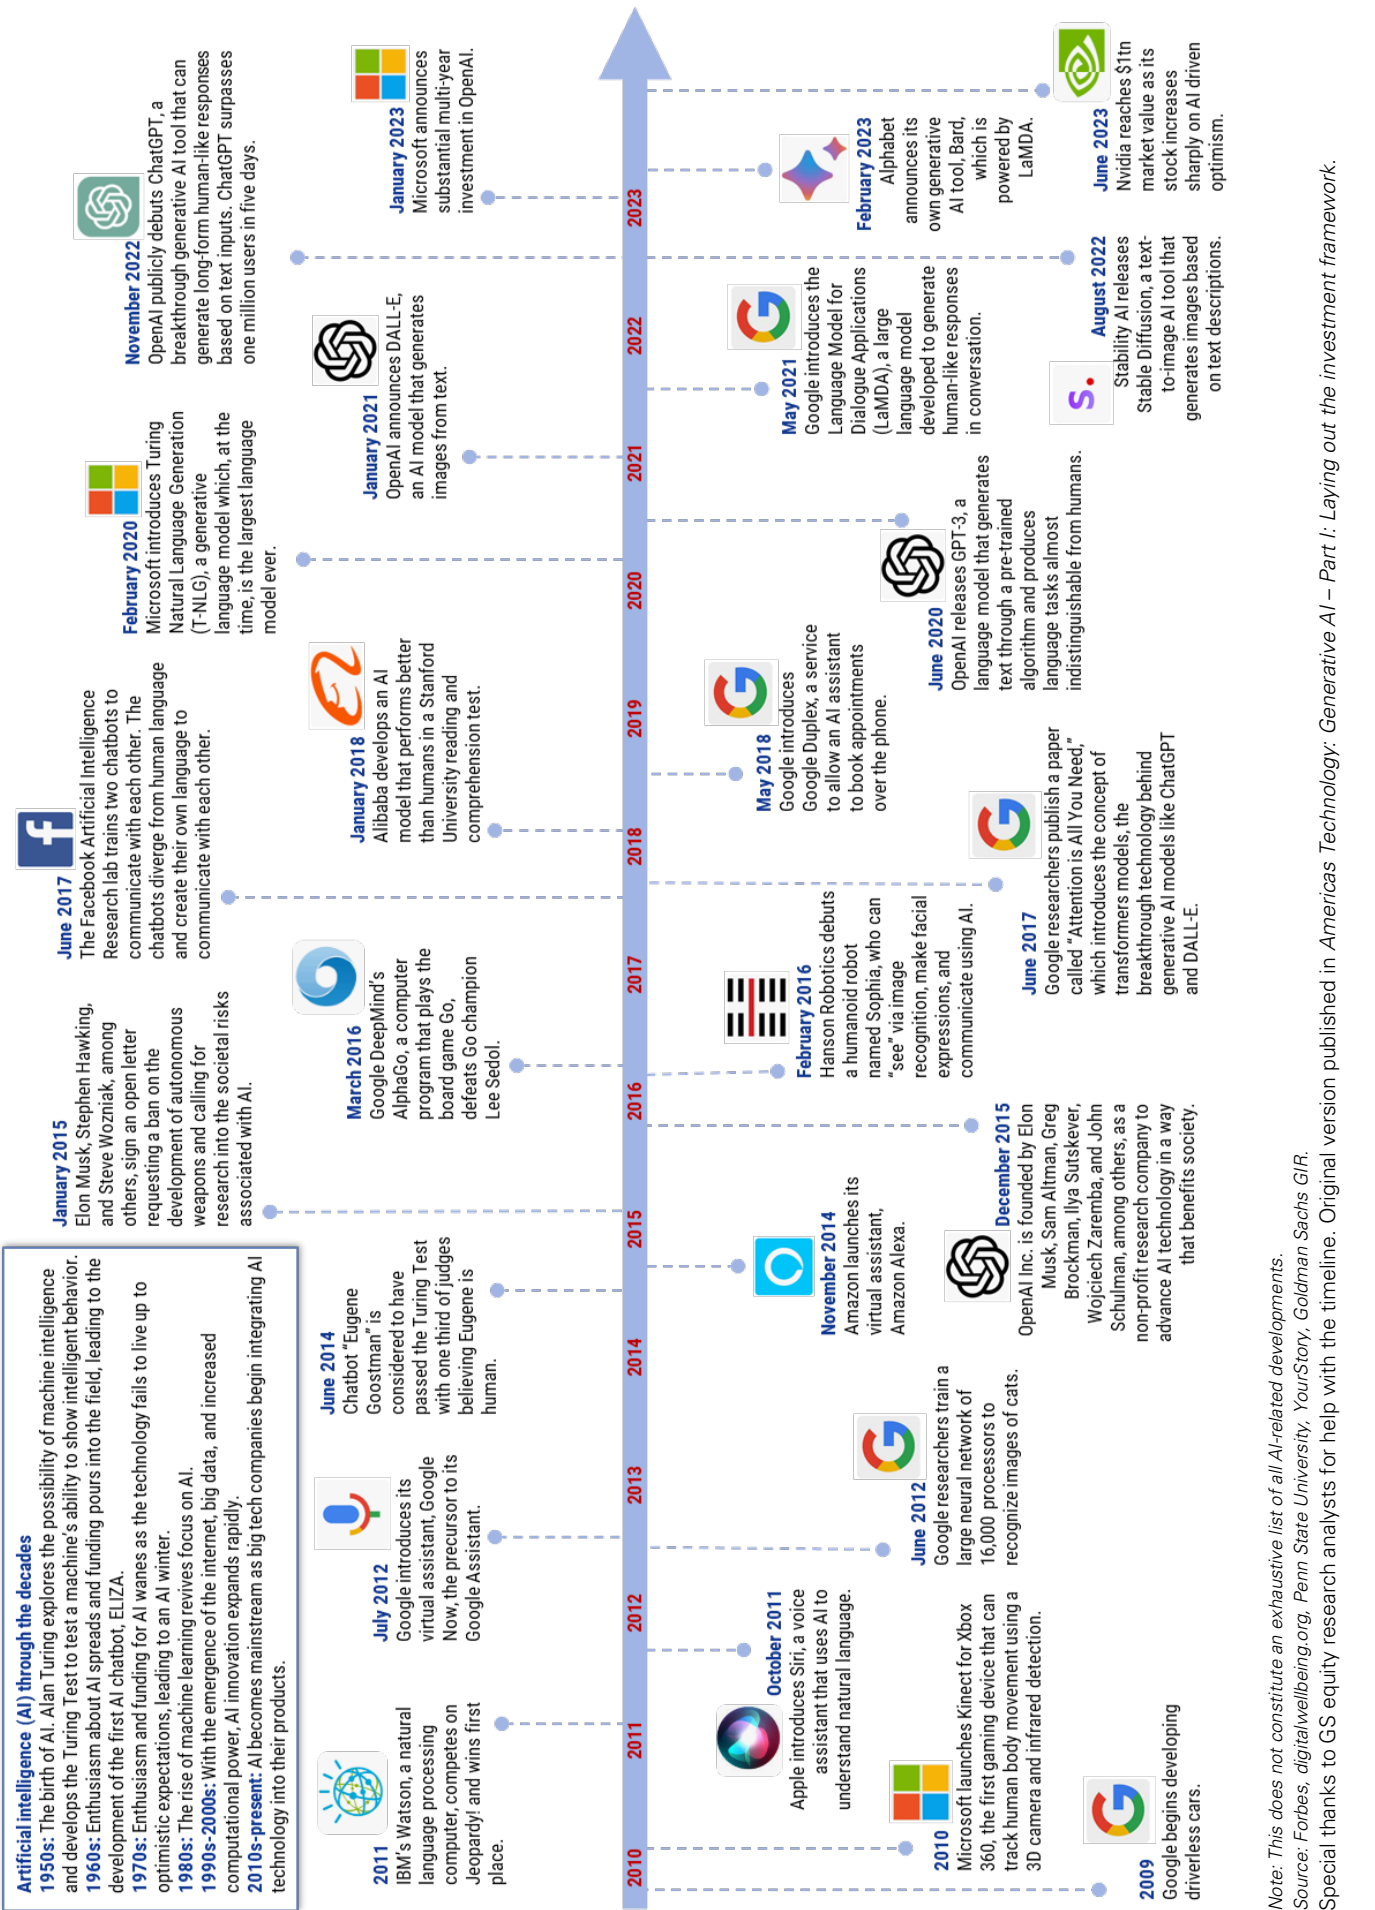 Artificial intelligence (AI) through the decades
1950s: The birth of AI. Alan Turing explores the possibility of machine intelligence
and develops the Turing Test to test a machine's ability to show intelligent behavior.
1960s: Enthusiasm about AI spreads and funding pours into the field, leading to the
development of the first AI chatbot, ELIZA.
1970s: Enthusiasm and funding for AI wanes as the technology fails to live up to
optimistic expectations, leading to an AI winter.
1980s: The rise of machine learning revives focus on AI.
1990s-2000s: With the emergence of the internet, big data, and increased
computational power, AI innovation expands rapidly.
2010s-present: AI becomes mainstream as big tech companies begin integrating AI
technology into their products.
2011
IBM's Watson, a natural
language processing
computer, competes on
Jeopardy! and wins first
place.
July 2012
Google introduces its
virtual assistant, Google
Now, the precursor to its
Google Assistant.
June 2014
Chatbot “Eugene
Goostman” is
considered to have
passed the Turing Test
with one third of judges
believing Eugene is
human.
January 2015
Elon Musk, Stephen Hawking,
and Steve Wozniak, among
others, sign an open letter
requesting a ban on the
development of autonomous
weapons and calling for
research into the societal risks
associated with AI.
March 2016
Google DeepMind's
AlphaGo, a computer
program that plays the
board game Go,
defeats Go champion
Lee Sedol.
June 2017
The Facebook Artificial Intelligence
Research lab trains two chatbots to
communicate with each other. The
chatbots diverge from human language
and create their own language to
communicate with each other.
January 2018
Alibaba develops an AI
model that performs better
than humans in a Stanford
University reading and
comprehension test.
February 2020
Microsoft introduces Turing
Natural Language Generation
(T-NLG), a generative
language model which, at the
time, is the largest language
model ever.
January 2021
OpenAI announces DALL-E,
an AI model that generates
images from text.
November 2022
OpenAI publicly debuts ChatGPT, a
breakthrough generative AI tool that can
generate long-form human-like responses
based on text inputs. ChatGPT surpasses
one million users in five days.
January 2023
Microsoft announces
substantial multi-year
investment in OpenAI.
2010
2011
2012
2013
2014
2015
2016
2017
2018
2019
2020
2021
2022
2023
2009
Google begins developing
driverless cars.
2010
Microsoft launches Kinect for Xbox
360, the first gaming device that can
track human body movement using a
3D camera and infrared detection.
October 2011
Apple introduces Siri, a voice
assistant that uses AI to
understand natural language.
June 2012
Google researchers train a
large neural network of
16,000 processors to
recognize images of cats.
November 2014
Amazon launches its
virtual assistant,
Amazon Alexa.
December 2015
OpenAI Inc. is founded by Elon
Musk, Sam Altman, Greg
Brockman, Ilya Sutskever,
Wojciech Zaremba, and John
Schulman, among others, as a
non-profit research company to
advance AI technology in a way
that benefits society.
February 2016
Hanson Robotics debuts
a humanoid robot
named Sophia, who can
“see” via image
recognition, make facial
expressions, and
communicate using AI.
June 2017
Google researchers publish a paper
called “Attention is All You Need,”
which introduces the concept of
transformers models, the
breakthrough technology behind
generative AI models like ChatGPT
and DALL-E.
May 2018
Google introduces
Google Duplex, a service
to allow an AI assistant
to book appointments
over the phone.
June 2020
OpenAI releases GPT-3, a
language model that generates
text through a pre-trained
algorithm and produces
language tasks almost
indistinguishable from humans.
May 2021
Google introduces the
Language Model for
Dialogue Applications
(LaMDA), a large
language model
developed to generate
human-like responses
in conversation.
s.
August 2022
Stability AI releases
Stable Diffusion, a text-
to-image AI tool that
generates images based
on text descriptions.
February 2023
Alphabet
announces its
own generative
AI tool, Bard,
which is
powered by
LaMDA.
June 2023
Nvidia reaches $1tn
market value as its
stock increases
sharply on AI driven
optimism.
Note: This does not constitute an exhaustive list of all AI-related developments.
Source: Forbes, digitalwellbeing.org, Penn State University, YourStory, Goldman Sachs GIR.
Special thanks to GS equity research analysts for help with the timeline. Original version published in Americas Technology: Generative AI – Part I: Laying out the investment framework.